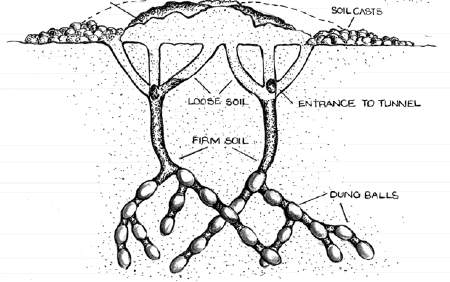 SOIL CASTS
LOOSE SOIL
ENTRANCE TO TUNNEL
FIRM SOIL
DUNG BALLS